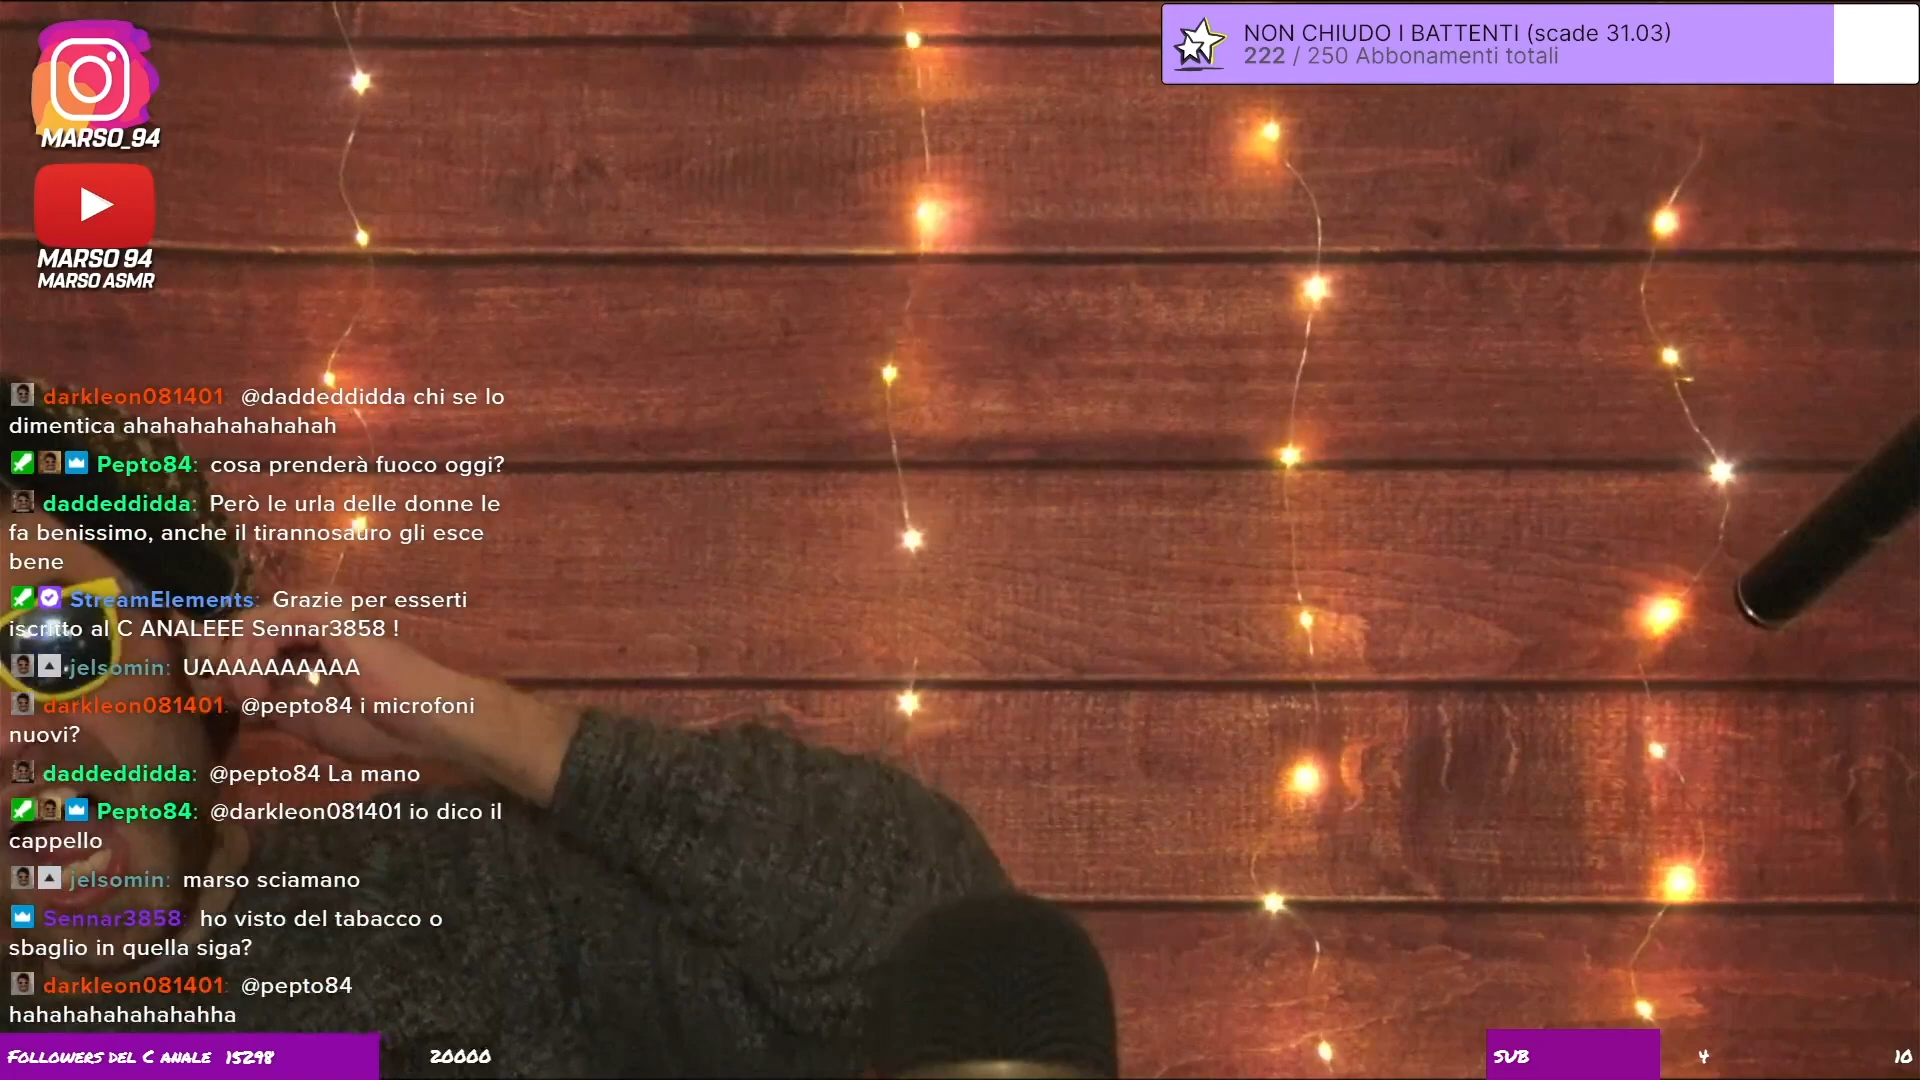 MARSO_94
MARSO 94
MARSO ASMR
NON CHIUDO I BATTENTI (scade 31.03)
222 / 250 Abbonamenti totali
darkleon081401: @daddeddidda chi se lo
dimentica ahahahahahahahah
Pepto84: cosa prenderà fuoco oggi?
daddeddidda: Però le urla delle donne le
fa benissimo, anche il tirannosauro gli esce
bene
StreamElements: Grazie per esserti
iscritto al C ANALEEE Sennar3858 !
jelsomin: UAAAAAAAAAA
darkleon081401: @pepto84 i microfoni
nuovi?
daddeddidda: @pepto84 La mano
Pepto84: @darkleon081401 io dico il
cappello
jelsomin: marso sciamano
Sennar3858: ho visto del tabacco o
sbaglio in quella siga?
darkleon081401: @pepto84
hahahahahahahahha
Followers del C anale 15298 20000
SUB 4 10